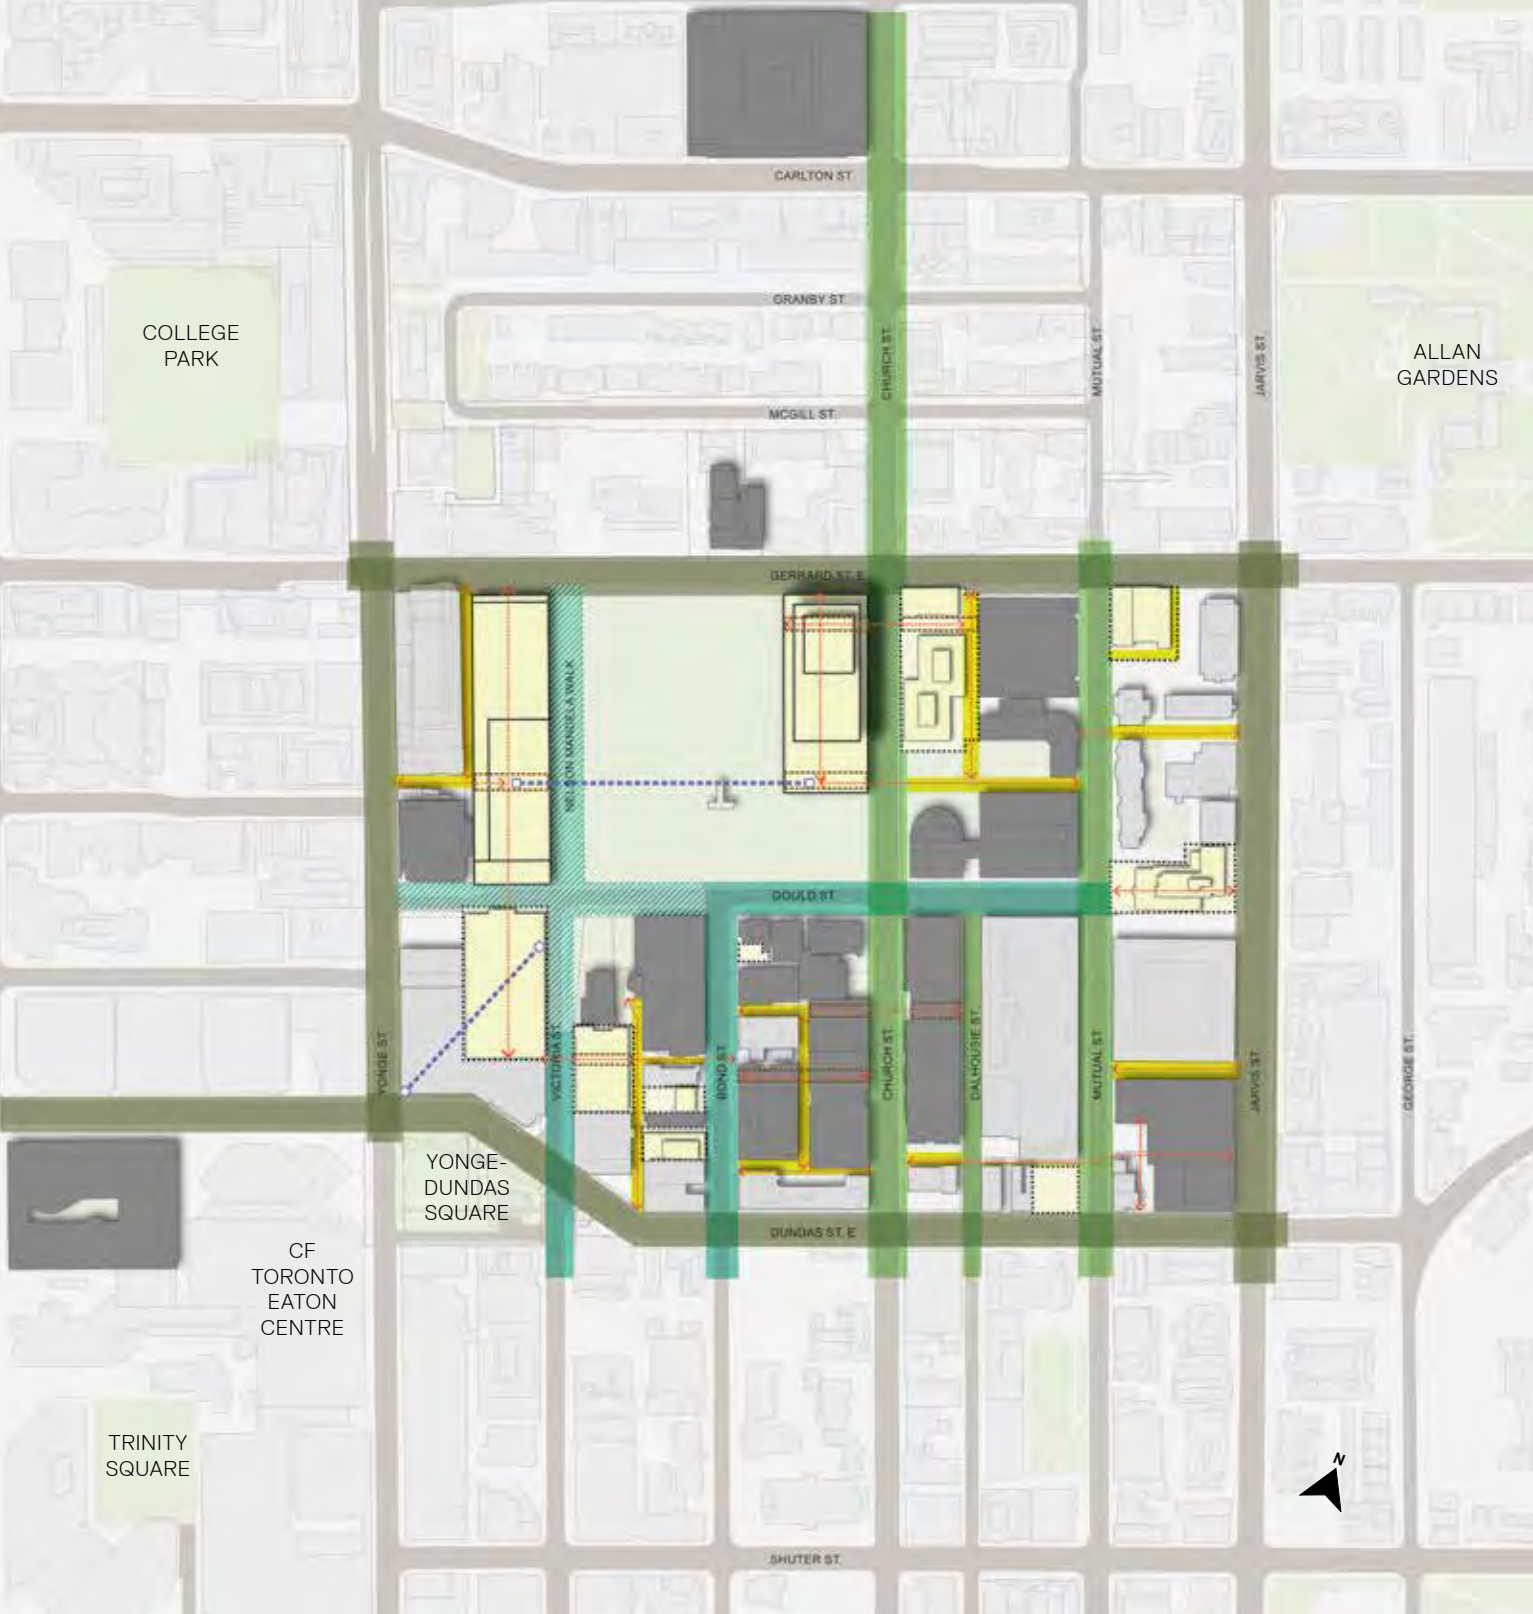 CARLTON ST.
GRANBY ST.
CHURCH ST.
MUTUAL ST.
JARVIS ST.
COLLEGE
PARK
ALLAN
GARDENS
MCGILL ST.
GERRARD ST. E
NELSON MANDELA WALK
GOULD ST.
YONGE ST.
VICTORIA ST.
BOND ST.
CHURCH ST.
DALHOUSIE ST.
MUTUAL ST.
JARVIS ST.
GEORGE ST.
YONGE-
DUNDAS
SQUARE
DUNDAS ST. E
CF
TORONTO
EATON
CENTRE
TRINITY
SQUARE
N
SHUTER ST.